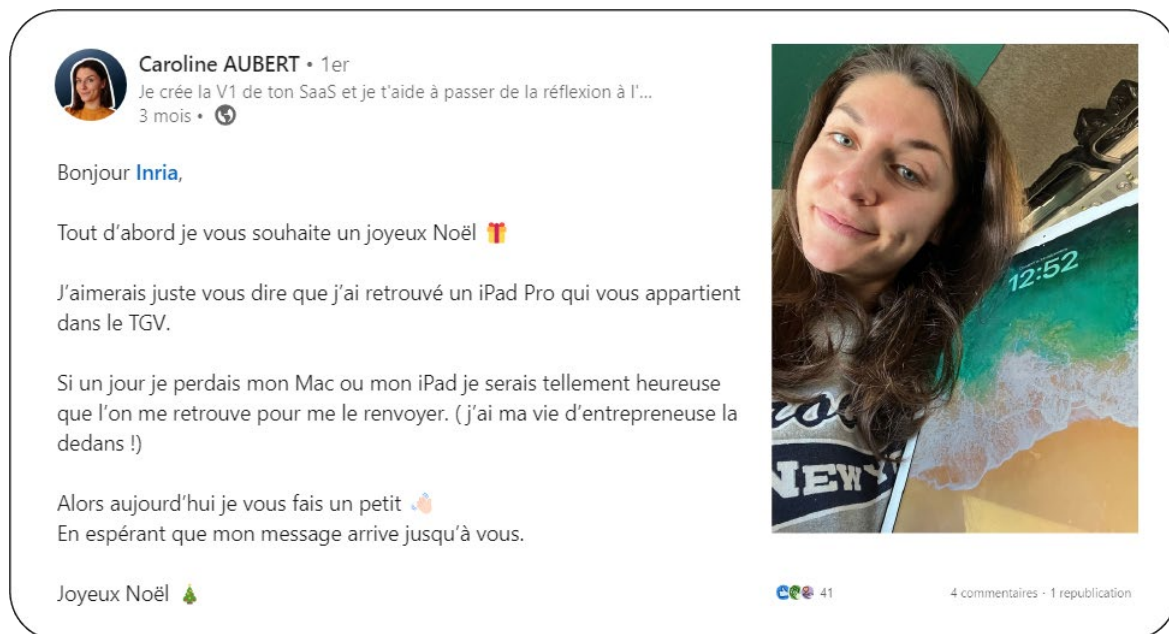 Caroline AUBERT • 1er
Je crée la V1 de ton SaaS et je t'aide à passer de la réflexion à l'...
3 mois •
Bonjour Inria,
Tout d'abord je vous souhaite un joyeux Noël 🎁
J'aimerais juste vous dire que j'ai retrouvé un iPad Pro qui vous appartient
dans le TGV.
Si un jour je perdais mon Mac ou mon iPad je serais tellement heureuse
que l'on me retrouve pour me le renvoyer. ( j'ai ma vie d'entrepreneuse la
dedans !)
Alors aujourd'hui je vous fais un petit 👋🏻
En espérant que mon message arrive jusqu'à vous.
Joyeux Noël 🎄
12:52
NEW
41
4 commentaires · 1 republication